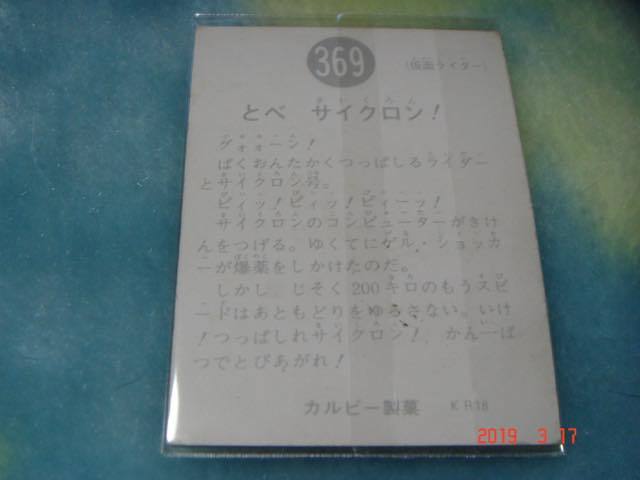 369
(仮面ライダー)
とべ　サイクロン!
グォォーン!
ばくおんたかくつっぱしるライダー
とサイクロン号。
ピィッ!ピィッ!ピィーッ!
サイクロンのコンピューターがきけ
んをつげる。ゆくてにゲル・ショッカ
ーが爆薬をしかけたのだ。
しかし　じそく200キロのもうスピ
ードはあともどりをゆるさない。いけ
!つっぱしれサイクロン!　かん一ぱ
つでとびあがれ!
カルビー製菓
2019 3 17